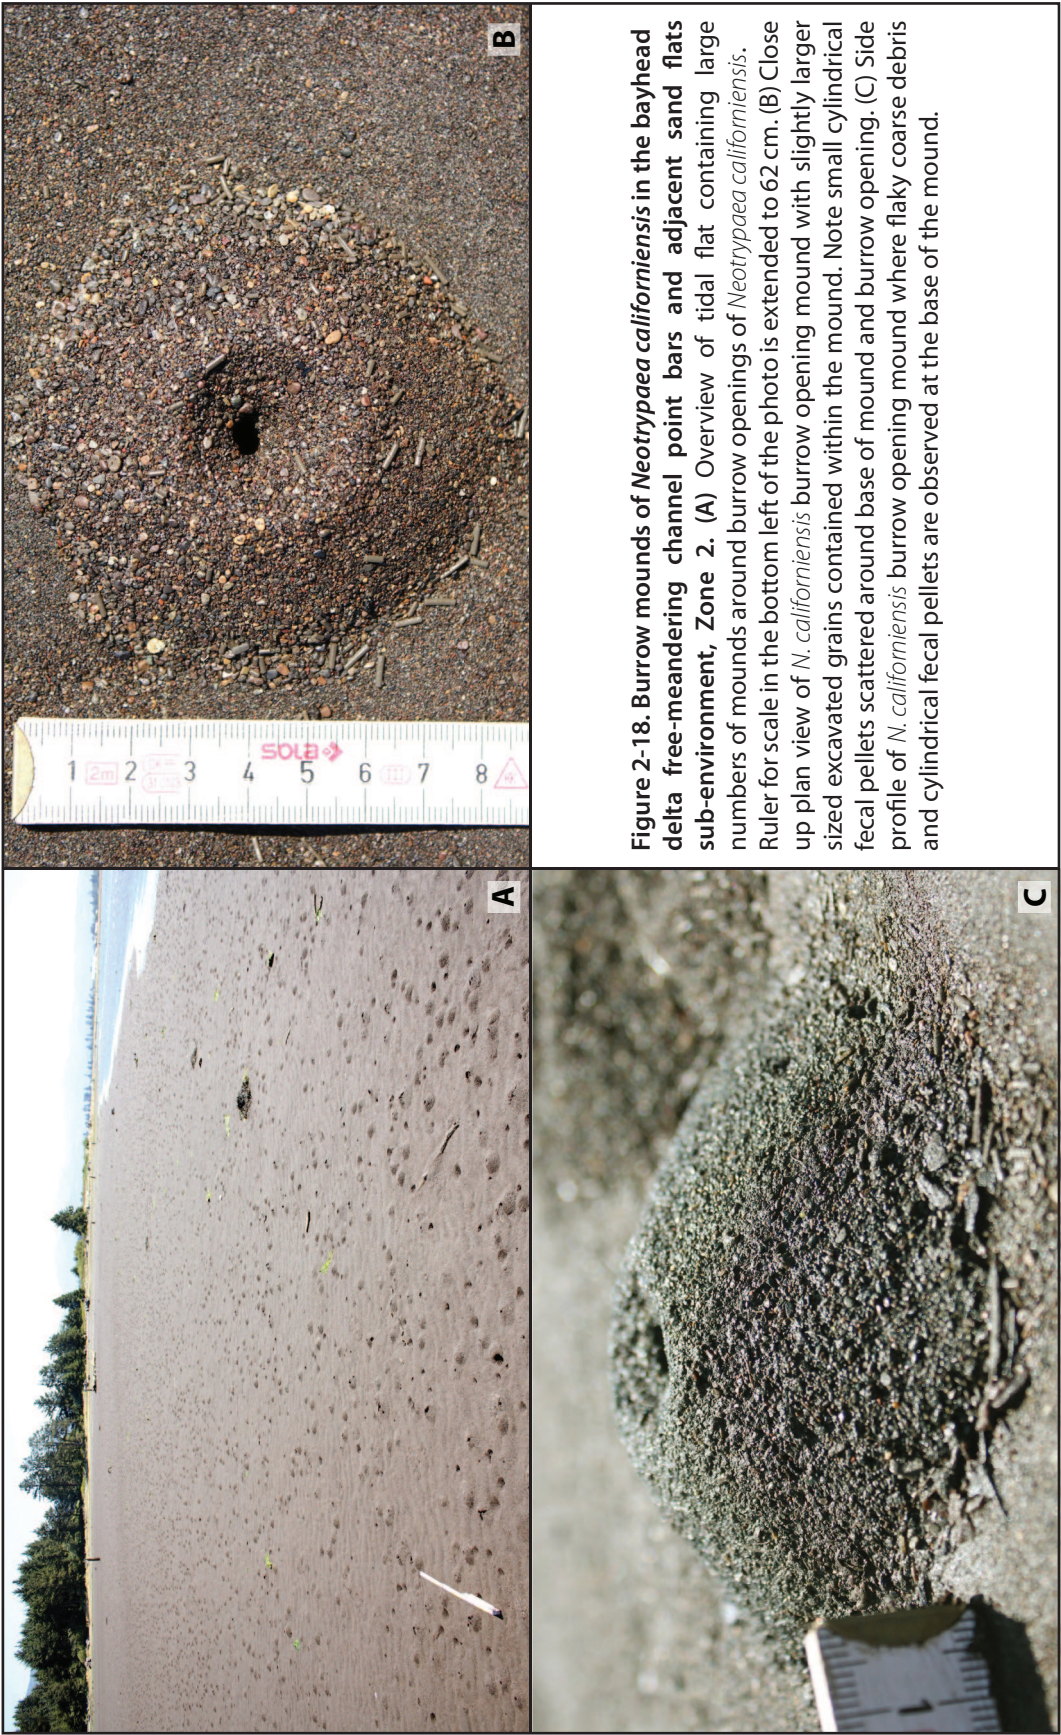 A
B
1 2 3 4 5 6 7 8
2m
sola
III
C
1
Figure 2-18. Burrow mounds of Neotrypaea californiensis in the bayhead
delta free-meandering channel point bars and adjacent sand flats
sub-environment, Zone 2. (A) Overview of tidal flat containing large
numbers of mounds around burrow openings of Neotrypaea californiensis.
Ruler for scale in the bottom left of the photo is extended to 62 cm. (B) Close
up plan view of N. californiensis burrow opening mound with slightly larger
sized excavated grains contained within the mound. Note small cylindrical
fecal pellets scattered around base of mound and burrow opening. (C) Side
profile of N. californiensis burrow opening mound where flaky coarse debris
and cylindrical fecal pellets are observed at the base of the mound.